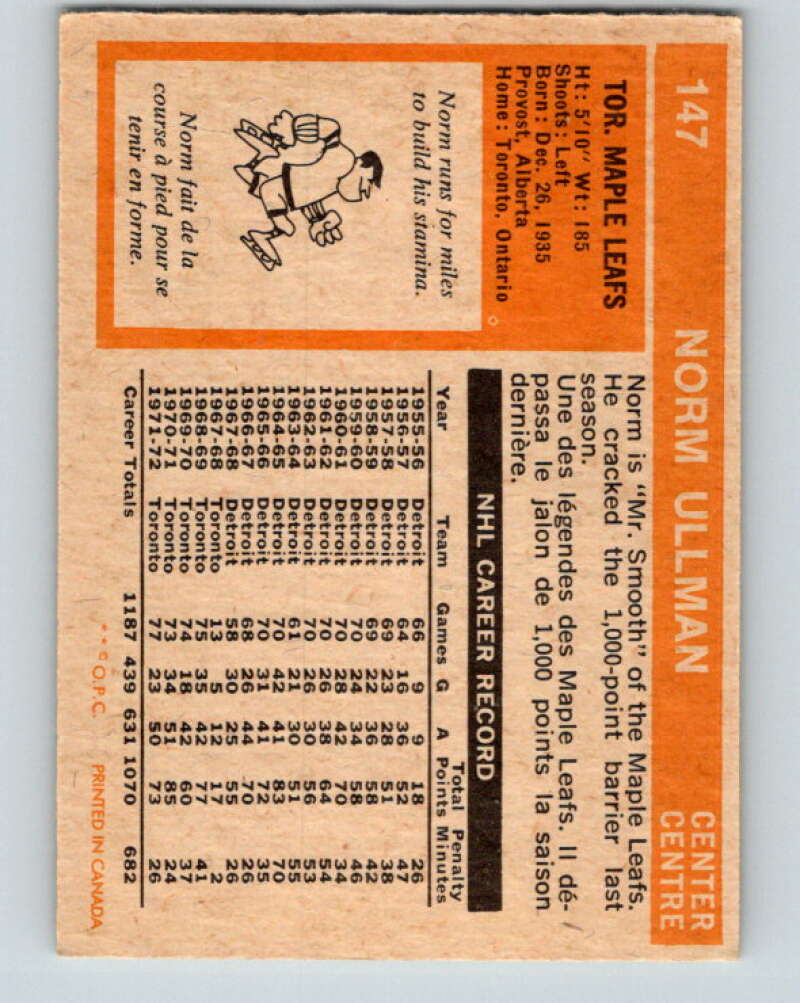 147 NORM ULLMAN CENTER
CENTRE
TOR. MAPLE LEAFS
Ht: 5'10" Wt: 185
Shoots: Left
Born: Dec. 26, 1935
Provost, Alberta
Home: Toronto, Ontario
Norm runs for miles
to build his stamina.
Norm fait de la
course à pied pour se
tenir en forme.
Norm is "Mr. Smooth" of the Maple Leafs.
He cracked the 1,000-point barrier last
season.
Une des légendes des Maple Leafs. Il dé-
passa le jalon de 1,000 points la saison
dernière.
NHL CAREER RECORD
Year Team Games G A Total Points Penalty Minutes
1955-56 Detroit 66 9 9 18 26
1956-57 Detroit 64 16 36 52 47
1957-58 Detroit 69 23 28 51 38
1958-59 Detroit 69 22 36 58 42
1959-60 Detroit 70 24 34 58 46
1960-61 Detroit 70 28 42 70 34
1961-62 Detroit 70 26 38 64 54
1962-63 Detroit 70 26 30 56 53
1963-64 Detroit 61 21 30 51 55
1964-65 Detroit 70 42 41 83 70
1965-66 Detroit 70 31 41 72 35
1966-67 Detroit 68 26 44 70 26
1967-68 Detroit 58 30 25 55 26
1967-68 Toronto 13 5 12 17 2
1968-69 Toronto 75 35 42 77 41
1969-70 Toronto 74 18 42 60 37
1970-71 Toronto 73 34 51 85 24
1971-72 Toronto 77 23 50 73 26
Career Totals 1187 439 631 1070 682
* * © O.P.C. PRINTED IN CANADA